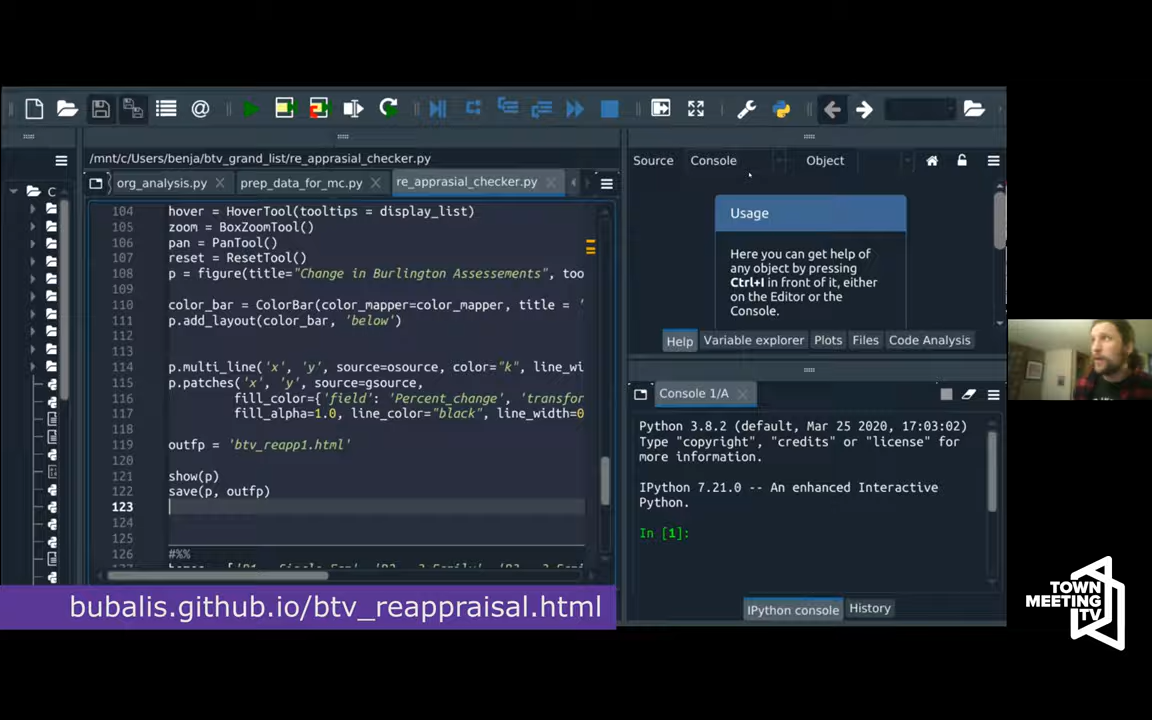 /mnt/c/Users/benja/btv_grand_list/re_apprasial_checker.py
org_analysis.py
prep_data_for_mc.py
re_apprasial_checker.py
104 hover = HoverTool(tooltips = display_list)
105 zoom = BoxZoomTool()
106 pan = PanTool()
107 reset = ResetTool()
108 p = figure(title="Change in Burlington Assessements", too
109
110 color_bar = ColorBar(color_mapper=color_mapper, title = '
111 p.add_layout(color_bar, 'below')
112
113
114 p.multi_line('x', 'y', source=osource, color="k", line_wi
115 p.patches('x', 'y', source=gsource,
116 fill_color={'field': 'Percent_change', 'transfor
117 fill_alpha=1.0, line_color="black", line_width=0
118
119 outfp = 'btv_reapp1.html'
120
121 show(p)
122 save(p, outfp)
123
124
125
126 #%%
Source Console Object
Usage
Here you can get help of
any object by pressing
Ctrl+I in front of it, either
on the Editor or the
Console.
Help Variable explorer Plots Files Code Analysis
Console 1/A
Python 3.8.2 (default, Mar 25 2020, 17:03:02)
Type "copyright", "credits" or "license" for
more information.
IPython 7.21.0 -- An enhanced Interactive
Python.
In [1]:
IPython console History
bubalis.github.io/btv_reappraisal.html
TOWN
MEETING
TV